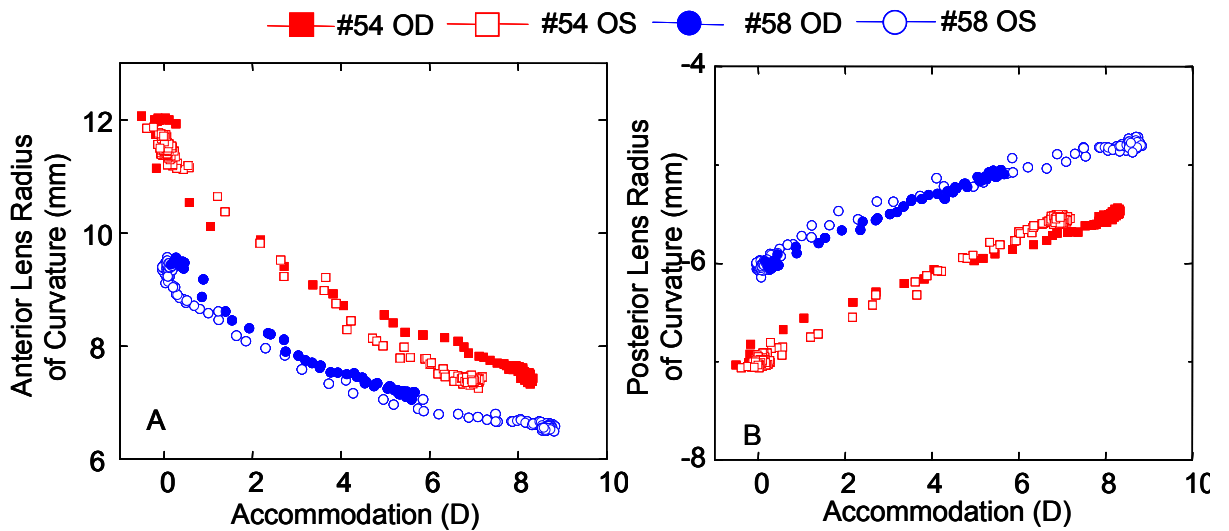 #54 OD #54 OS #58 OD #58 OS
Anterior Lens Radius
of Curvature (mm)
12
10
8
6
A
0 2 4 6 8 10
Accommodation (D)
Posterior Lens Radius
of Curvature (mm)
-4
-6
-8
B
0 2 4 6 8 10
Accommodation (D)